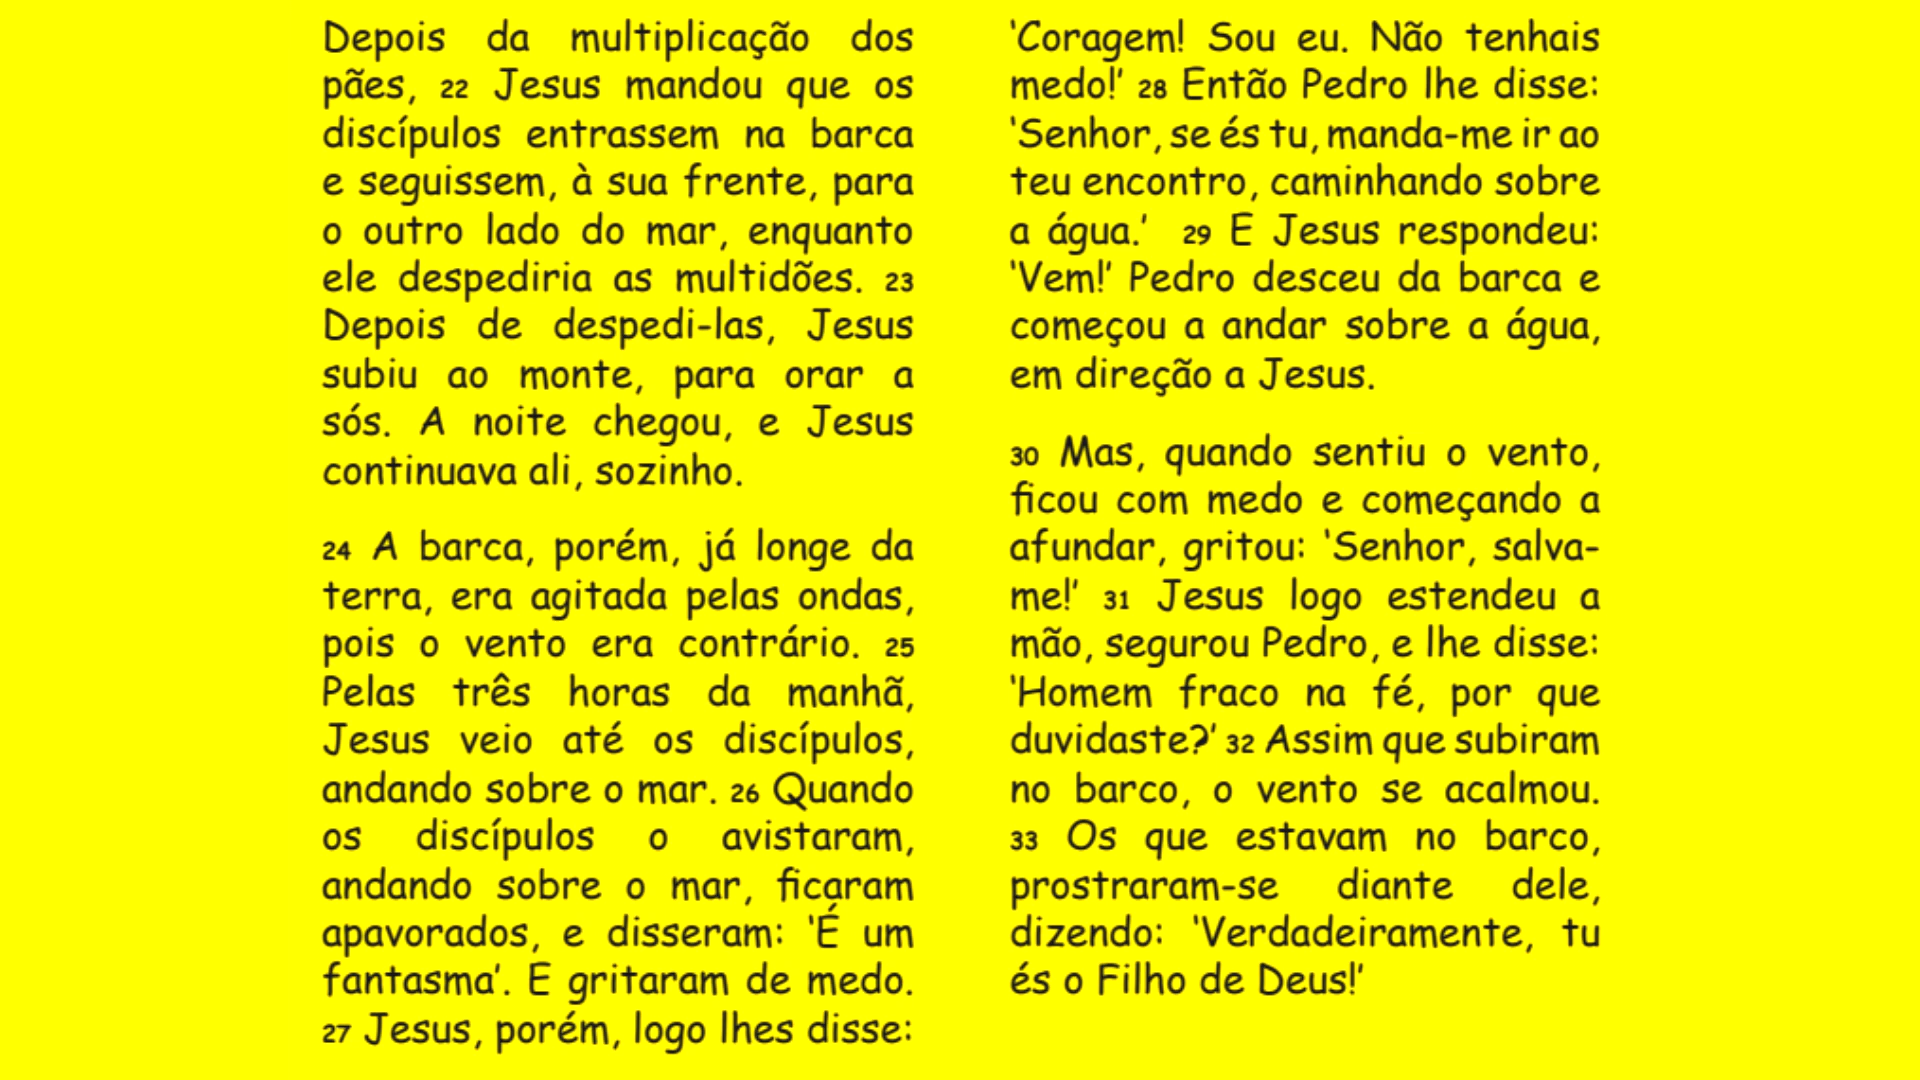 Depois da multiplicação dos
pães, 22 Jesus mandou que os
discípulos entrassem na barca
e seguissem, à sua frente, para
o outro lado do mar, enquanto
ele despediria as multidões. 23
Depois de despedi-las, Jesus
subiu ao monte, para orar a
sós. A noite chegou, e Jesus
continuava ali, sozinho.
24 A barca, porém, já longe da
terra, era agitada pelas ondas,
pois o vento era contrário. 25
Pelas três horas da manhã,
Jesus veio até os discípulos,
andando sobre o mar. 26 Quando
os discípulos o avistaram,
andando sobre o mar, ficaram
apavorados, e disseram: ‘É um
fantasma’. E gritaram de medo.
27 Jesus, porém, logo lhes disse:
‘Coragem! Sou eu. Não tenhais
medo!’ 28 Então Pedro lhe disse:
‘Senhor, se és tu, manda-me ir ao
teu encontro, caminhando sobre
a água.’ 29 E Jesus respondeu:
‘Vem!’ Pedro desceu da barca e
começou a andar sobre a água,
em direção a Jesus.
30 Mas, quando sentiu o vento,
ficou com medo e começando a
afundar, gritou: ‘Senhor, salva-
me!’ 31 Jesus logo estendeu a
mão, segurou Pedro, e lhe disse:
‘Homem fraco na fé, por que
duvidaste?’ 32 Assim que subiram
no barco, o vento se acalmou.
33 Os que estavam no barco,
prostraram-se diante dele,
dizendo: ‘Verdadeiramente, tu
és o Filho de Deus!’